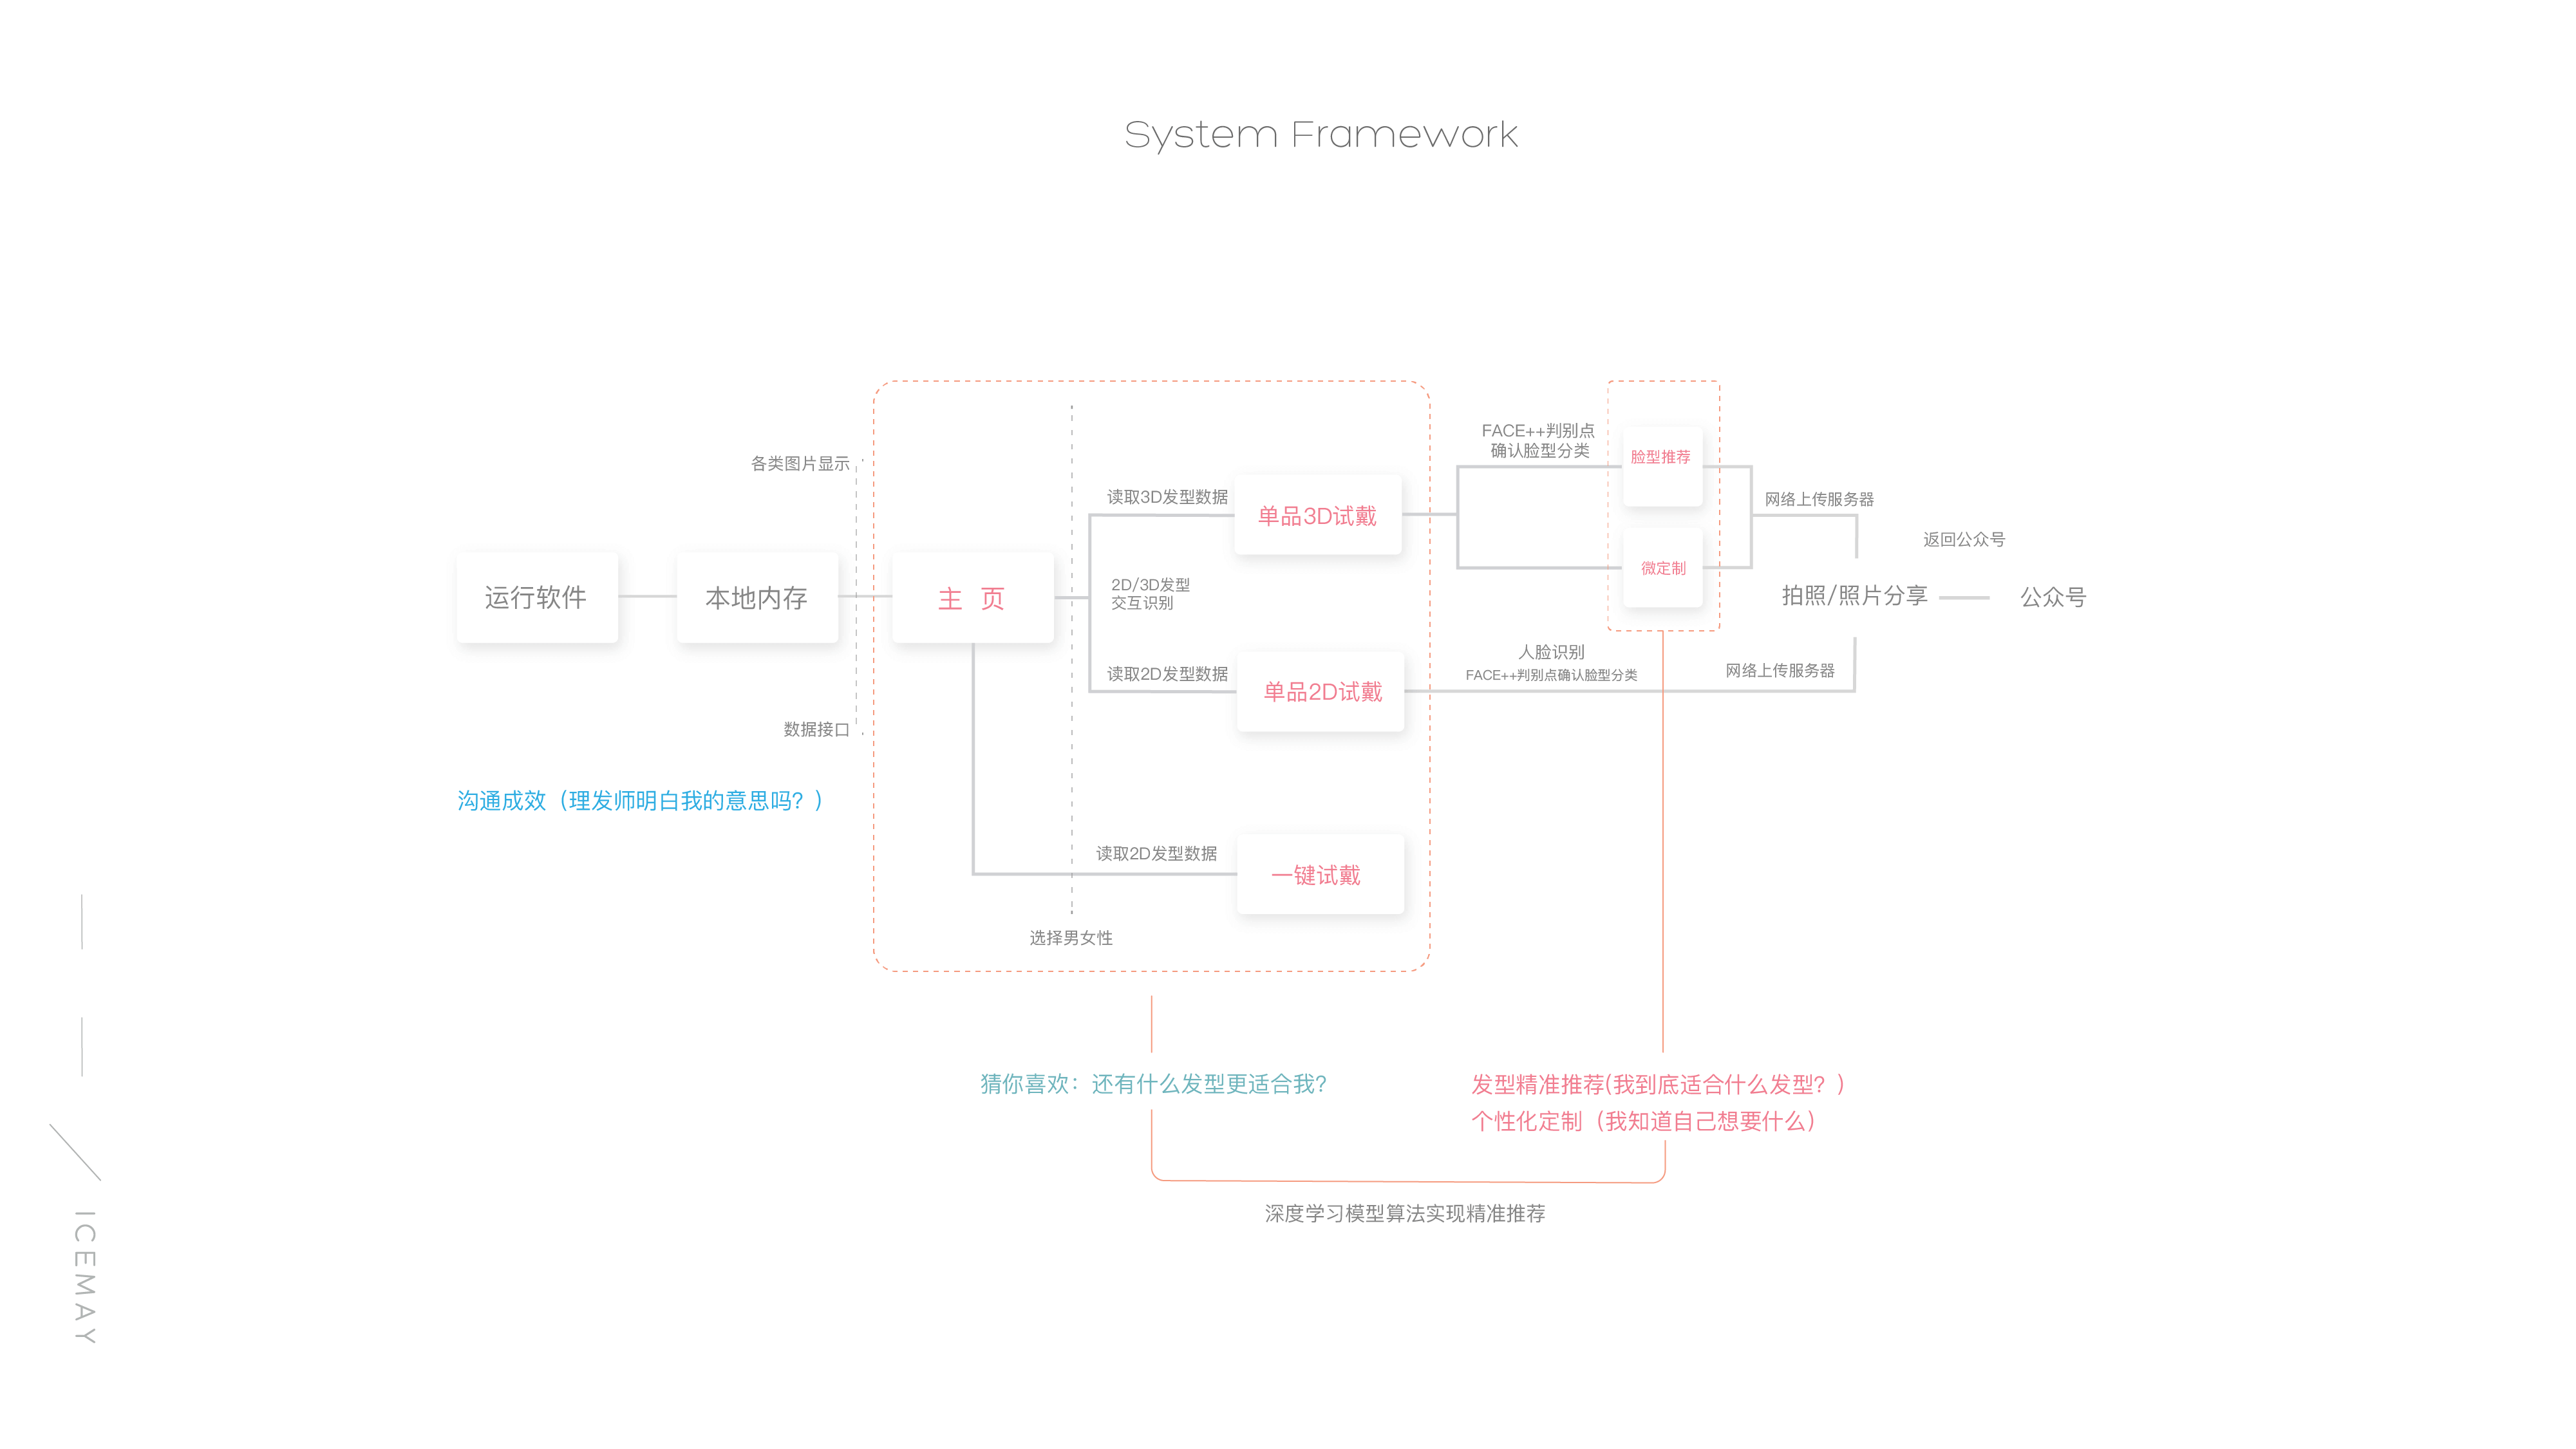 System Framework
FACE++判别点
确认脸型分类
脸型推荐
各类图片显示
读取3D发型数据
单品3D试戴
网络上传服务器
返回公众号
微定制
2D/3D发型
交互识别
运行软件
本地内存
主 页
拍照/照片分享
公众号
人脸识别
FACE++判别点确认脸型分类
网络上传服务器
读取2D发型数据
单品2D试戴
数据接口
沟通成效（理发师明白我的意思吗？）
读取2D发型数据
一键试戴
选择男女性
猜你喜欢：还有什么发型更适合我？
发型精准推荐(我到底适合什么发型？)
个性化定制（我知道自己想要什么）
深度学习模型算法实现精准推荐
ICEMAY